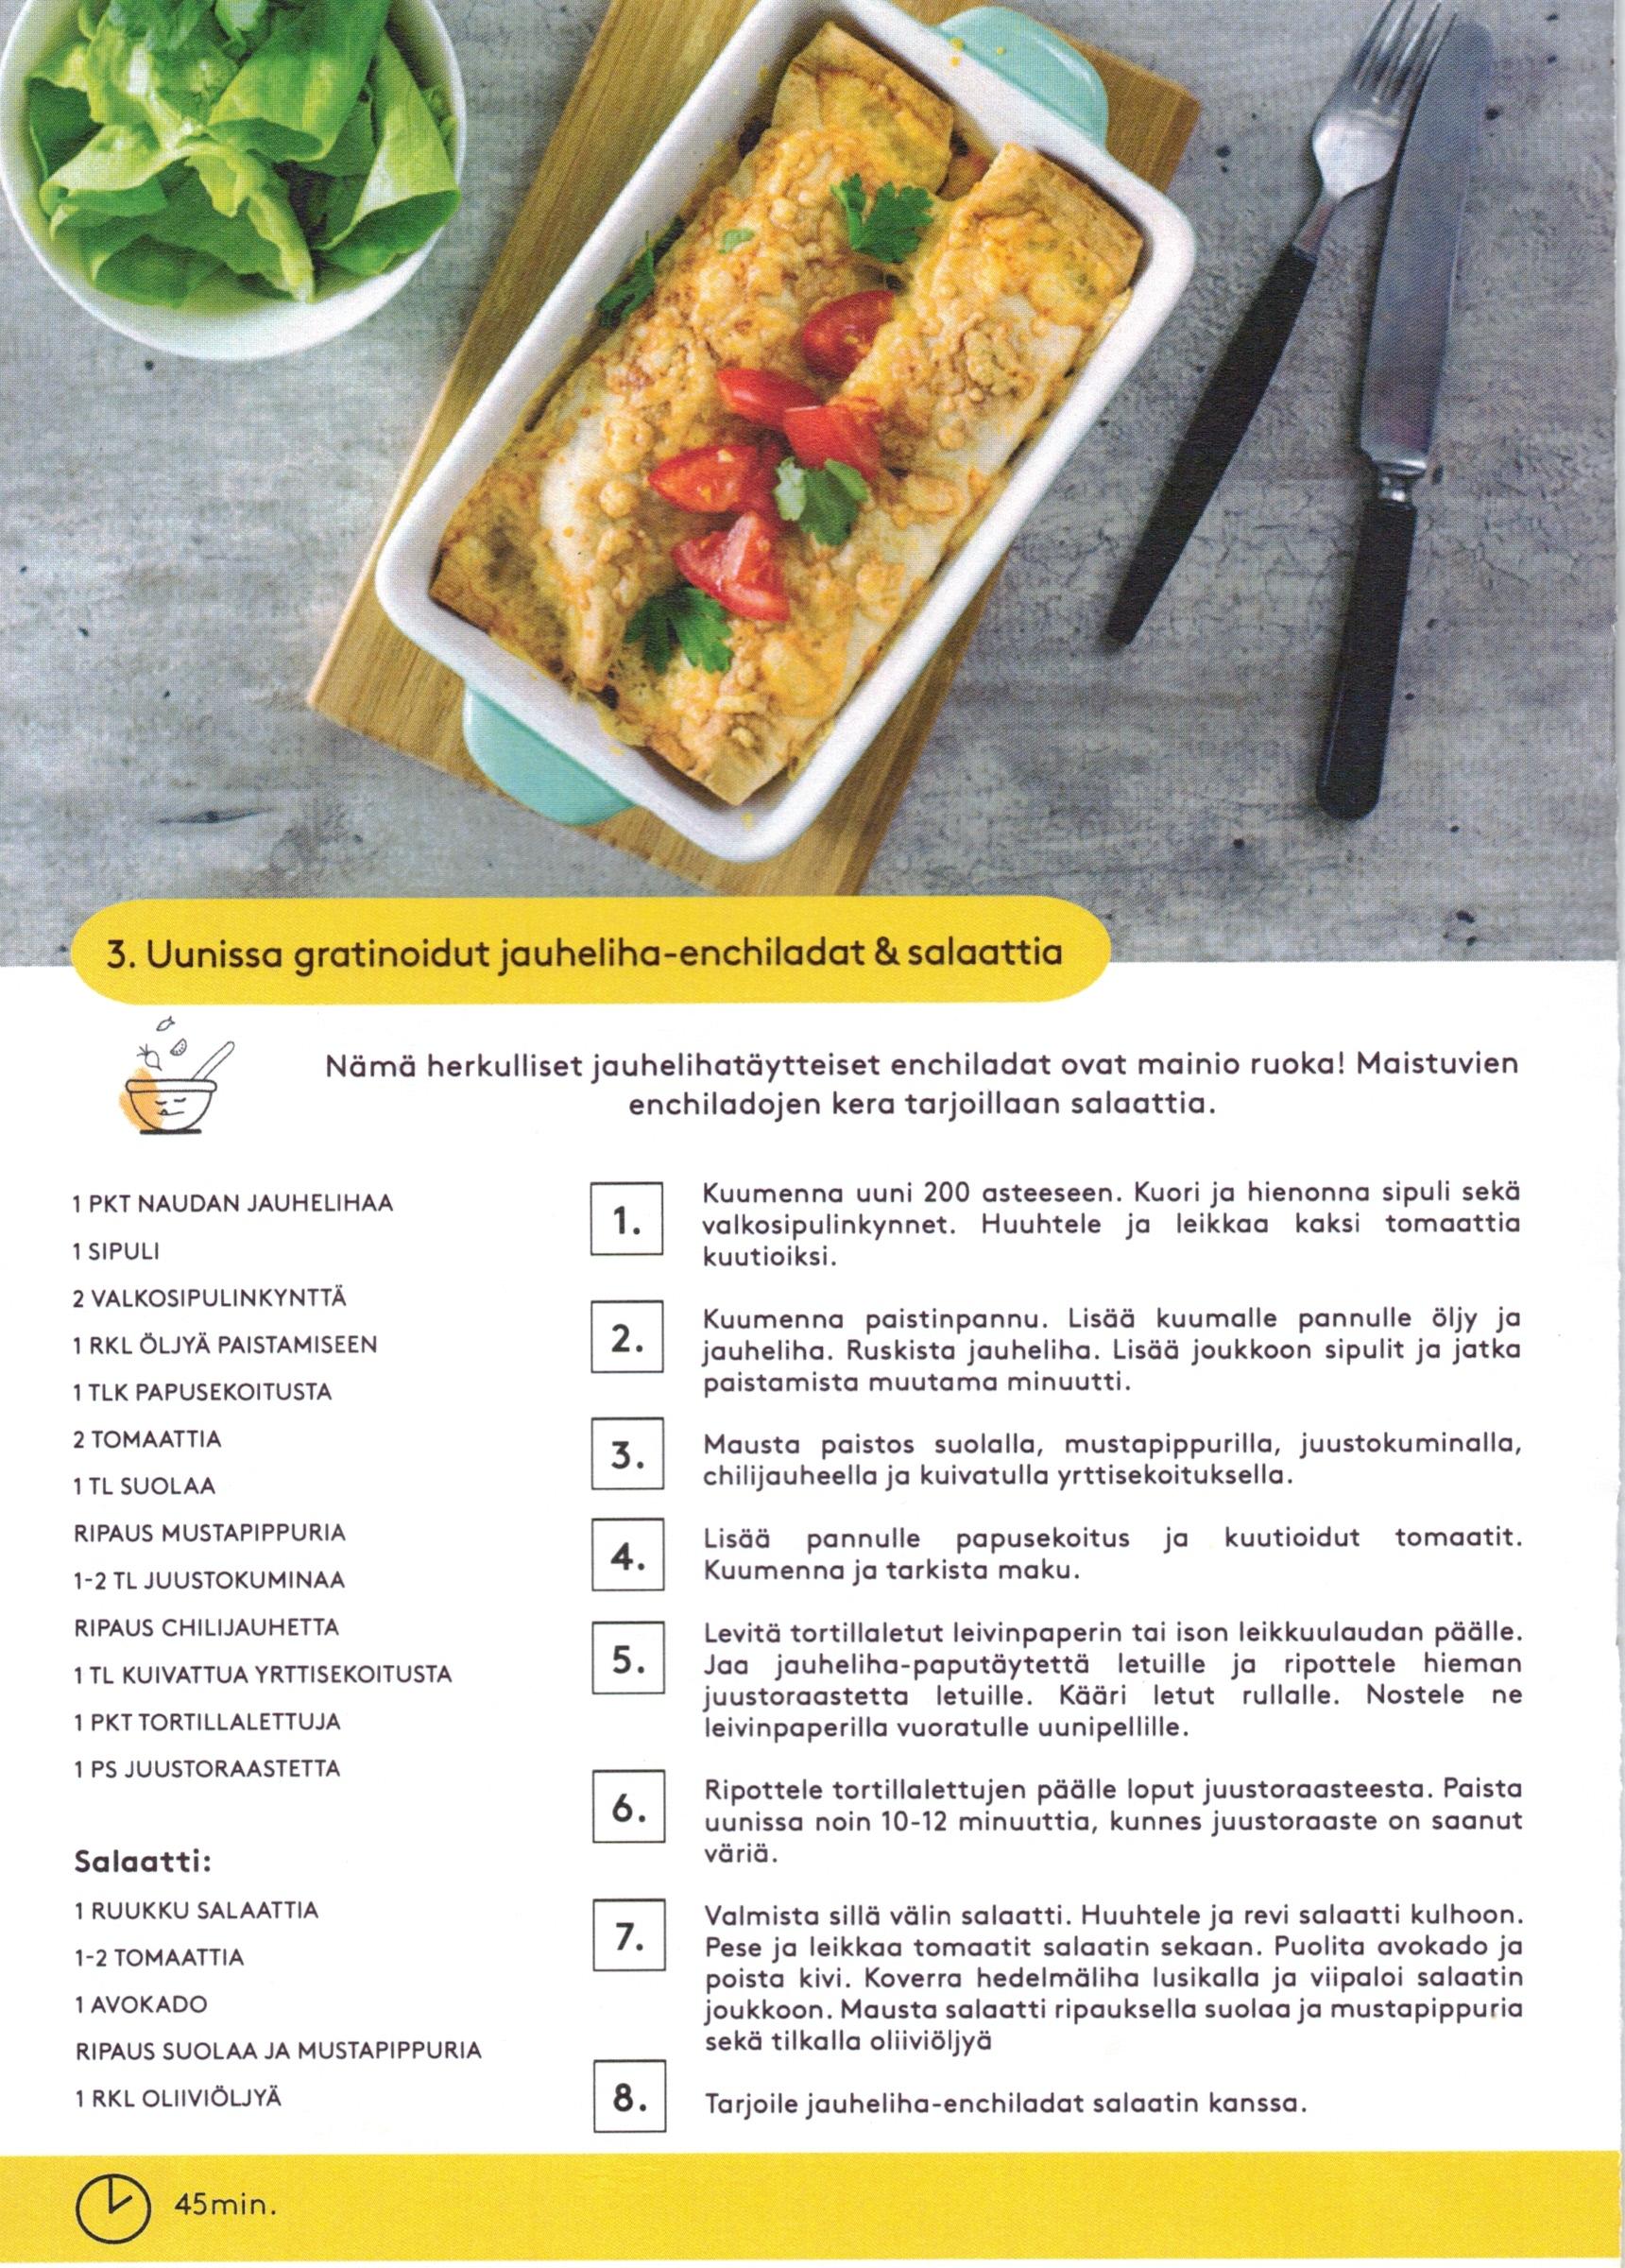 3. Uunissa gratinoidut jauheliha-enchiladat & salaattia
Nämä herkulliset jauhelihatäytteiset enchiladat ovat mainio ruoka! Maistuvien
enchiladojen kera tarjoillaan salaattia.
1 PKT NAUDAN JAUHELIHAA
1 SIPULI
2 VALKOSIPULINKYNTTÄ
1 RKL ÖLJYÄ PAISTAMISEEN
1 TLK PAPUSEKOITUSTA
2 TOMAATTIA
1 TL SUOLAA
RIPAUS MUSTAPIPPURIA
1-2 TL JUUSTOKUMINAA
RIPAUS CHILIJAUHETTA
1 TL KUIVATTUA YRTTISEKOITUSTA
1 PKT TORTILLALETTUJA
1 PS JUUSTORAASTETTA
Salaatti:
1 RUUKKU SALAATTIA
1-2 TOMAATTIA
1 AVOKADO
RIPAUS SUOLAA JA MUSTAPIPPURIA
1 RKL OLIIVIÖLJYÄ
1.
Kuumenna uuni 200 asteeseen. Kuori ja hienonna sipuli sekä
valkosipulinkynnet. Huuhtele ja leikkaa kaksi tomaattia
kuutioiksi.
2.
Kuumenna paistinpannu. Lisää kuumalle pannulle öljy ja
jauheliha. Ruskista jauheliha. Lisää joukkoon sipulit ja jatka
paistamista muutama minuutti.
3.
Mausta paistos suolalla, mustapippurilla, juustokuminalla,
chilijauheella ja kuivatulla yrttisekoituksella.
4.
Lisää pannulle papusekoitus ja kuutioidut tomaatit.
Kuumenna ja tarkista maku.
5.
Levitä tortillaletut leivinpaperin tai ison leikkuulaudan päälle.
Jaa jauheliha-paputäytettä letuille ja ripottele hieman
juustoraastetta letuille. Kääri letut rullalle. Nostele ne
leivinpaperilla vuoratulle uunipellille.
6.
Ripottele tortillalettujen päälle loput juustoraasteesta. Paista
uunissa noin 10-12 minuuttia, kunnes juustoraaste on saanut
väriä.
7.
Valmista sillä välin salaatti. Huuhtele ja revi salaatti kulhoon.
Pese ja leikkaa tomaatit salaatin sekaan. Puolita avokado ja
poista kivi. Koverra hedelmäliha lusikalla ja viipaloi salaatin
joukkoon. Mausta salaatti ripauksella suolaa ja mustapippuria
sekä tilkalla oliiviöljyä
8.
Tarjoile jauheliha-enchiladat salaatin kanssa.
45min.